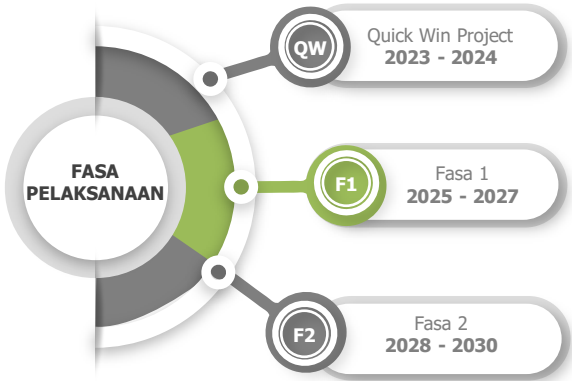 QW
Quick Win Project
2023 - 2024
FASA
PELAKSANAAN
F1
Fasa 1
2025 - 2027
F2
Fasa 2
2028 - 2030